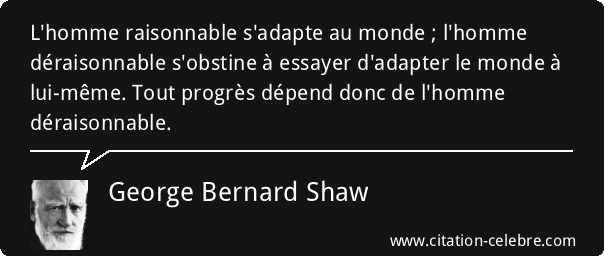 L'homme raisonnable s'adapte au monde ; l'homme
déraisonnable s'obstine à essayer d'adapter le monde à
lui-même. Tout progrès dépend donc de l'homme
déraisonnable.
George Bernard Shaw
www.citation-celebre.com